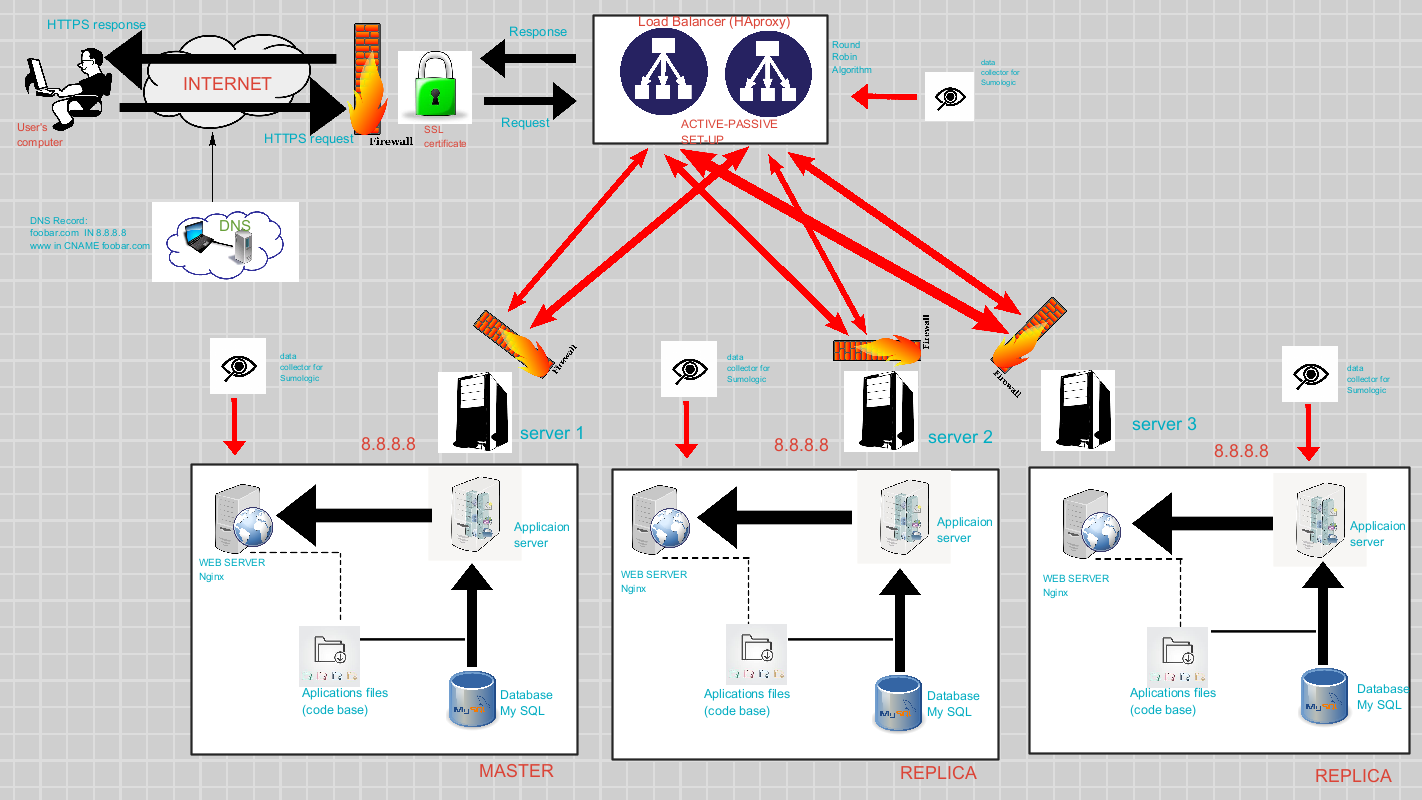 HTTPS response
INTERNET
User's
computer
HTTPS request
Firewall
SSL
certificate
Response
Request
Load Balancer (HAproxy)
ACTIVE-PASSIVE
SET-UP
Round
Robin
Algorithm
data
collector for
Sumologic
DNS Record:
foobar.com  IN 8.8.8.8
www in CNAME foobar.com
DNS
Firewall
Firewall
Firewall
data
collector for
Sumologic
8.8.8.8
server 1
data
collector for
Sumologic
8.8.8.8
server 2
server 3
8.8.8.8
data
collector for
Sumologic
WEB SERVER
Nginx
Applicaion
server
Aplications files
(code base)
MySQL
Database
My SQL
MASTER
WEB SERVER
Nginx
Applicaion
server
Aplications files
(code base)
MySQL
Database
My SQL
REPLICA
WEB SERVER
Nginx
Applicaion
server
Aplications files
(code base)
MySQL
Database
My SQL
REPLICA